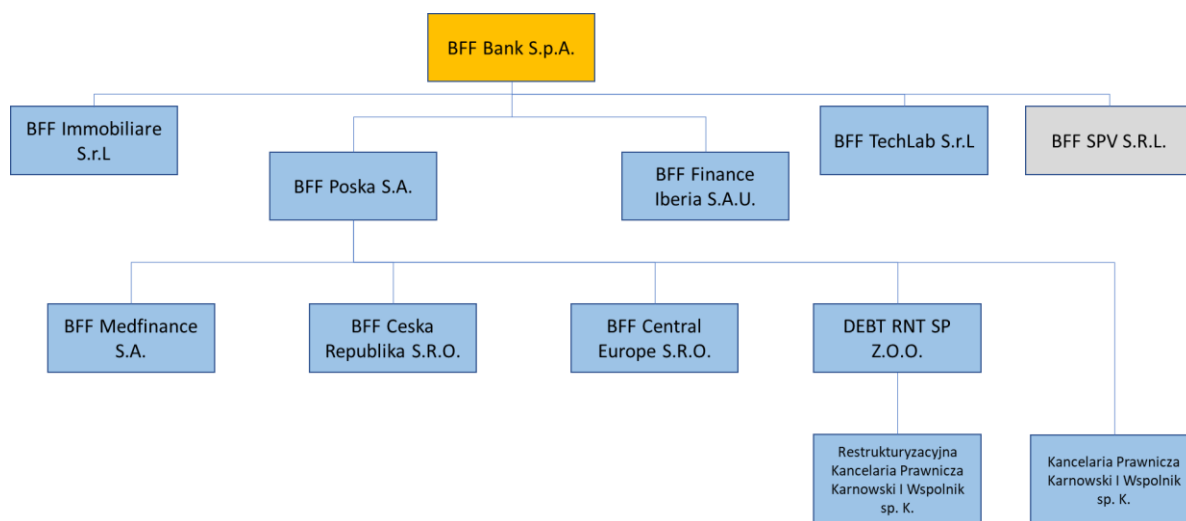 BFF Bank S.p.A.
BFF Immobiliare
S.r.L
BFF TechLab S.r.L
BFF SPV S.R.L.
BFF Poska S.A.
BFF Finance
Iberia S.A.U.
BFF Medfinance
S.A.
BFF Ceska
Republika S.R.O.
BFF Central
Europe S.R.O.
DEBT RNT SP
Z.O.O.
Restrukturyzacyjna
Kancelaria Prawnicza
Karnowski I Wspolnik
sp. K.
Kancelaria Prawnicza
Karnowski I Wspolnik
sp. K.